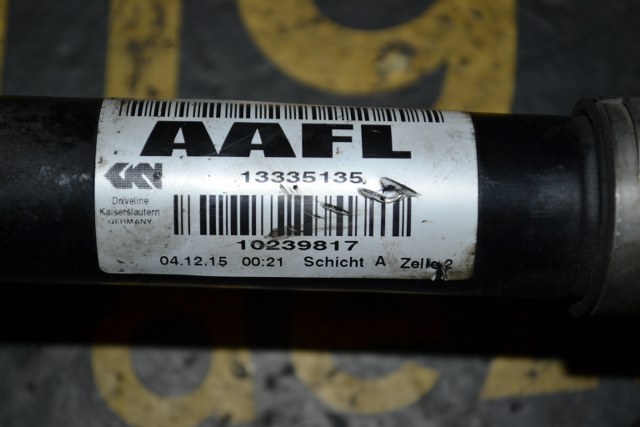 AAFL
13335135
GKN
Driveline
Kaiserslautern
GERMANY
10239817
04.12.15 00:21 Schicht A Zelle 2